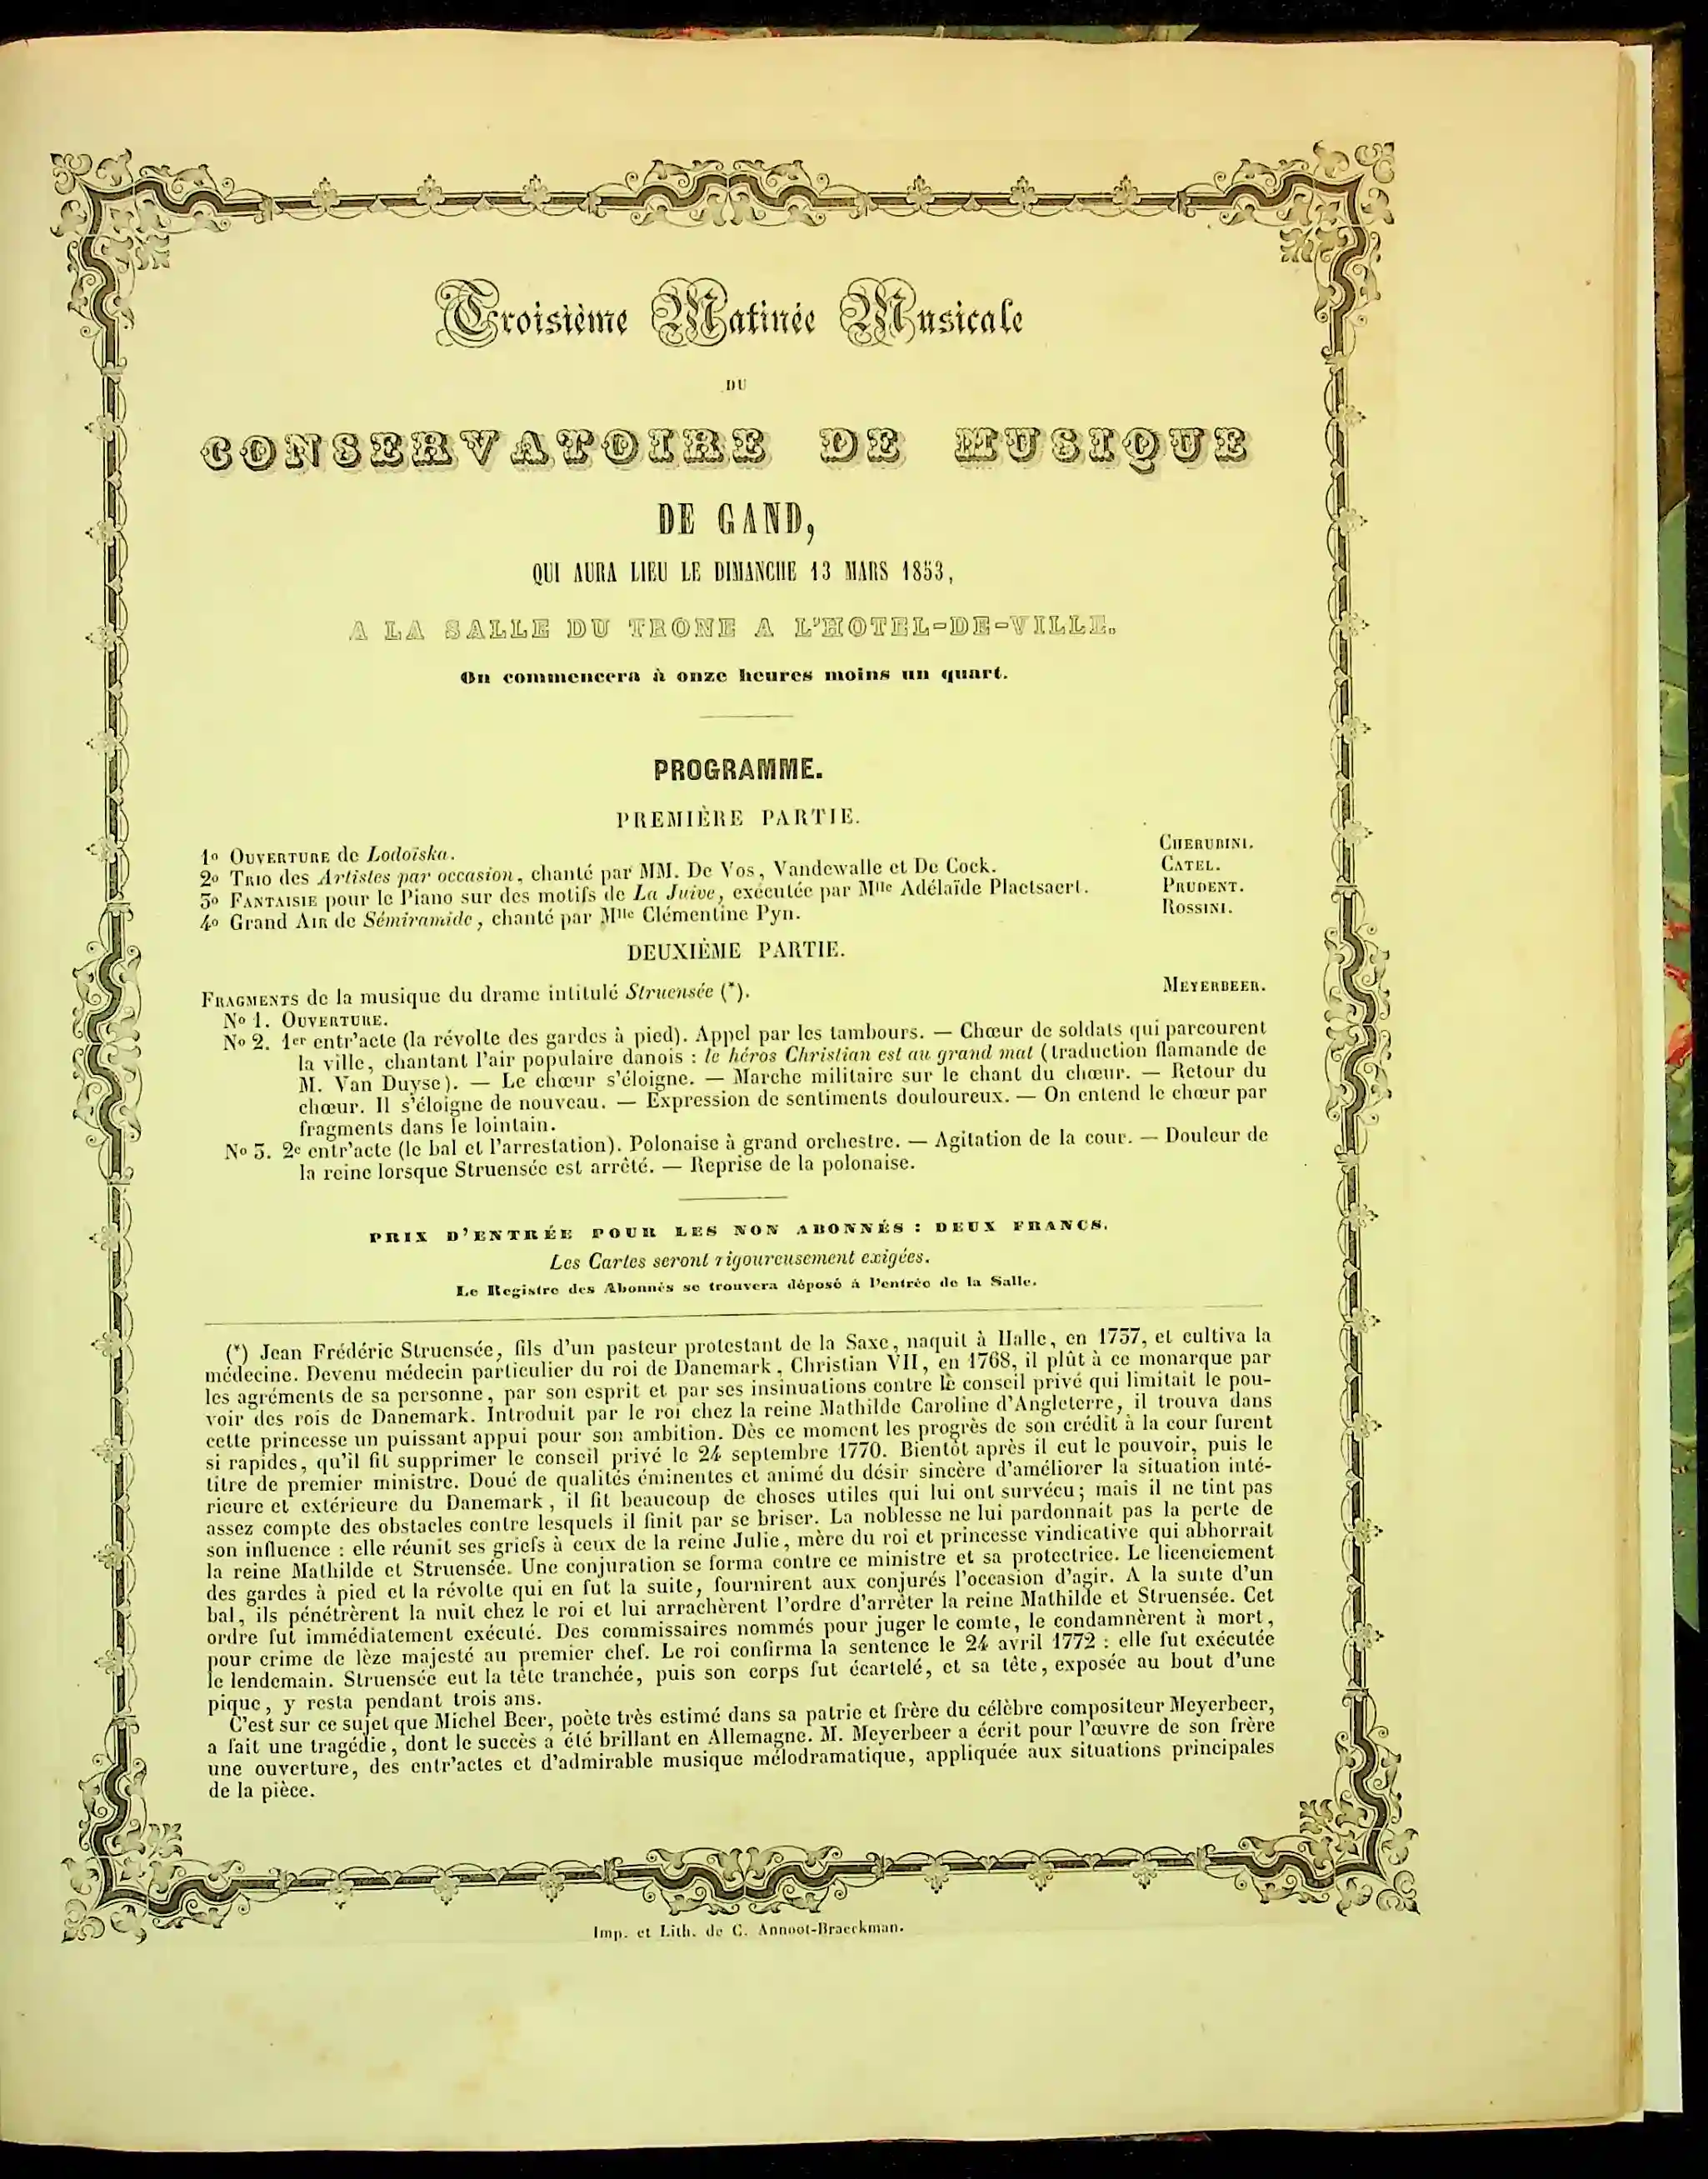 Troisième Matinée Musicale
DU
CONSERVATOIRE DE MUSIQUE
DE GAND,
QUI AURA LIEU LE DIMANCHE 13 MARS 1853,
A LA SALLE DU TRONE A L'HOTEL-DE-VILLE.
On commencera à onze heures moins un quart.
PROGRAMME.
PREMIÈRE PARTIE.
1º OUVERTURE de Lodoïska. CHERUBINI.
2º TRIO des Artistes par occasion, chanté par MM. De Vos, Vandewalle et De Cock. CATEL.
3º FANTAISIE pour le Piano sur des motifs de La Juive, exécutée par Mlle Adélaïde Plaetsaert. PRUDENT.
4º Grand AIR de Sémiramide, chanté par Mlle Clémentine Pyn. ROSSINI.
DEUXIÈME PARTIE.
FRAGMENTS de la musique du drame intitulé Struensée (*). MEYERBEER.
Nº 1. OUVERTURE.
Nº 2. 1er entr'acte (la révolte des gardes à pied). Appel par les tambours. — Chœur de soldats qui parcourent
la ville, chantant l'air populaire danois : le héros Christian est au grand mat (traduction flamande de
M. Van Duyse). — Le chœur s'éloigne. — Marche militaire sur le chant du chœur. — Retour du
chœur. Il s'éloigne de nouveau. — Expression de sentiments douloureux. — On entend le chœur par
fragments dans le lointain.
Nº 3. 2e entr'acte (le bal et l'arrestation). Polonaise à grand orchestre. — Agitation de la cour. — Douleur de
la reine lorsque Struensée est arrêté. — Reprise de la polonaise.
PRIX D'ENTRÉE POUR LES NON ABONNÉS : DEUX FRANCS.
Les Cartes seront rigoureusement exigées.
Le Registre des Abonnés se trouvera déposé à l'entrée de la Salle.
(*) Jean Frédéric Struensée, fils d'un pasteur protestant de la Saxe, naquit à Halle, en 1737, et cultiva la
médecine. Devenu médecin particulier du roi de Danemark, Christian VII, en 1768, il plût à ce monarque par
les agréments de sa personne, par son esprit et par ses insinuations contre le conseil privé qui limitait le pou-
voir des rois de Danemark. Introduit par le roi chez la reine Mathilde Caroline d'Angleterre, il trouva dans
cette princesse un puissant appui pour son ambition. Dès ce moment les progrès de son crédit à la cour furent
si rapides, qu'il fit supprimer le conseil privé le 24 septembre 1770. Bientôt après il eut le pouvoir, puis le
titre de premier ministre. Doué de qualités éminentes et animé du désir sincère d'améliorer la situation inté-
rieure et extérieure du Danemark, il fit beaucoup de choses utiles qui lui ont survécu; mais il ne tint pas
assez compte des obstacles contre lesquels il finit par se briser. La noblesse ne lui pardonnait pas la perte de
son influence : elle réunit ses griefs à ceux de la reine Julie, mère du roi et princesse vindicative qui abhorrait
la reine Mathilde et Struensée. Une conjuration se forma contre ce ministre et sa protectrice. Le licenciement
des gardes à pied et la révolte qui en fut la suite, fournirent aux conjurés l'occasion d'agir. A la suite d'un
bal, ils pénétrèrent la nuit chez le roi et lui arrachèrent l'ordre d'arrêter la reine Mathilde et Struensée. Cet
ordre fut immédiatement exécuté. Des commissaires nommés pour juger le comte, le condamnèrent à mort,
pour crime de lèze majesté au premier chef. Le roi confirma la sentence le 24 avril 1772 : elle fut exécutée
le lendemain. Struensée eut la tête tranchée, puis son corps fut écartelé, et sa tête, exposée au bout d'une
pique, y resta pendant trois ans.
C'est sur ce sujet que Michel Beer, poète très estimé dans sa patrie et frère du célèbre compositeur Meyerbeer,
a fait une tragédie, dont le succès a été brillant en Allemagne. M. Meyerbeer a écrit pour l'œuvre de son frère
une ouverture, des entr'actes et d'admirable musique mélodramatique, appliquée aux situations principales
de la pièce.
Imp. et Lith. de C. Annoot-Braeckman.